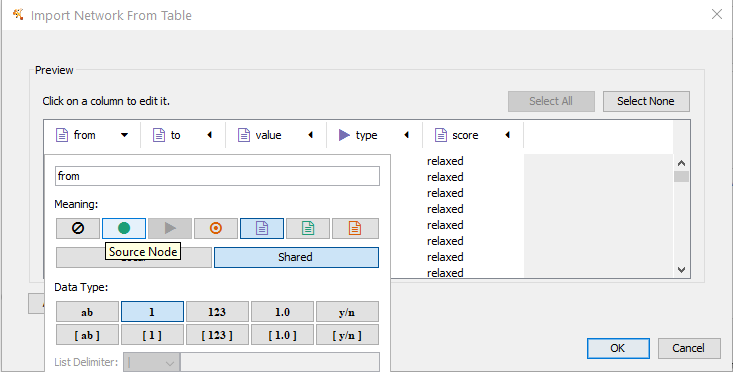 Import Network From Table
Preview
Click on a column to edit it.
Select All
Select None
from
to
value
type
score
from
Meaning:
Source Node
Shared
Data Type:
ab
1
123
1.0
y/n
[ ab ]
[ 1 ]
[ 123 ]
[ 1.0 ]
[ y/n ]
List Delimiter:
|
relaxed
relaxed
relaxed
relaxed
relaxed
relaxed
relaxed
relaxed
OK
Cancel